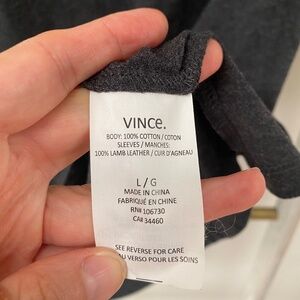 VINCE.
BODY: 100% COTTON / COTON
SLEEVES / MANCHES:
100% LAMB LEATHER / CUIR D'AGNEAU
L / G
MADE IN CHINA
FABRIQUÉ EN CHINE
RN# 106730
CA# 34460
SEE REVERSE FOR CARE
AU VERSO POUR LES SOINS